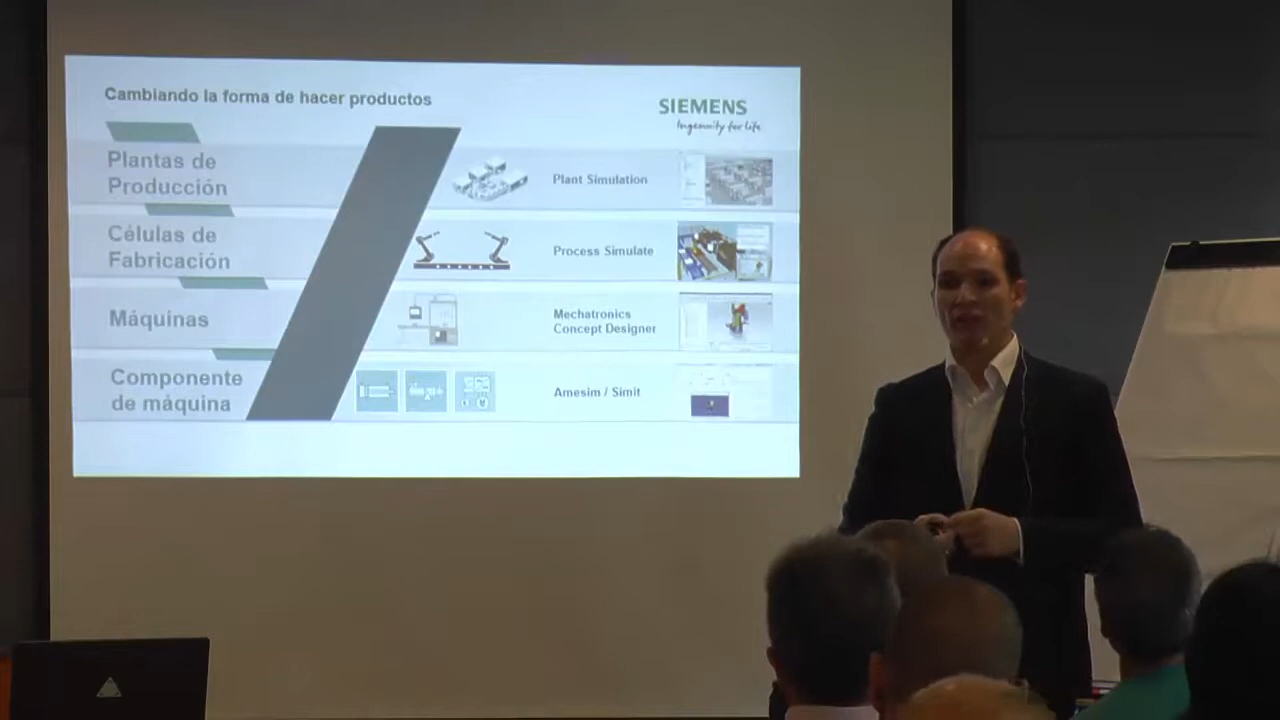 Cambiando la forma de hacer productos
SIEMENS
Ingenuity for life
Plantas de
Producción
Plant Simulation
Células de
Fabricación
Process Simulate
Máquinas
Mechatronics
Concept Designer
Componente
de máquina
Amesim / Simit